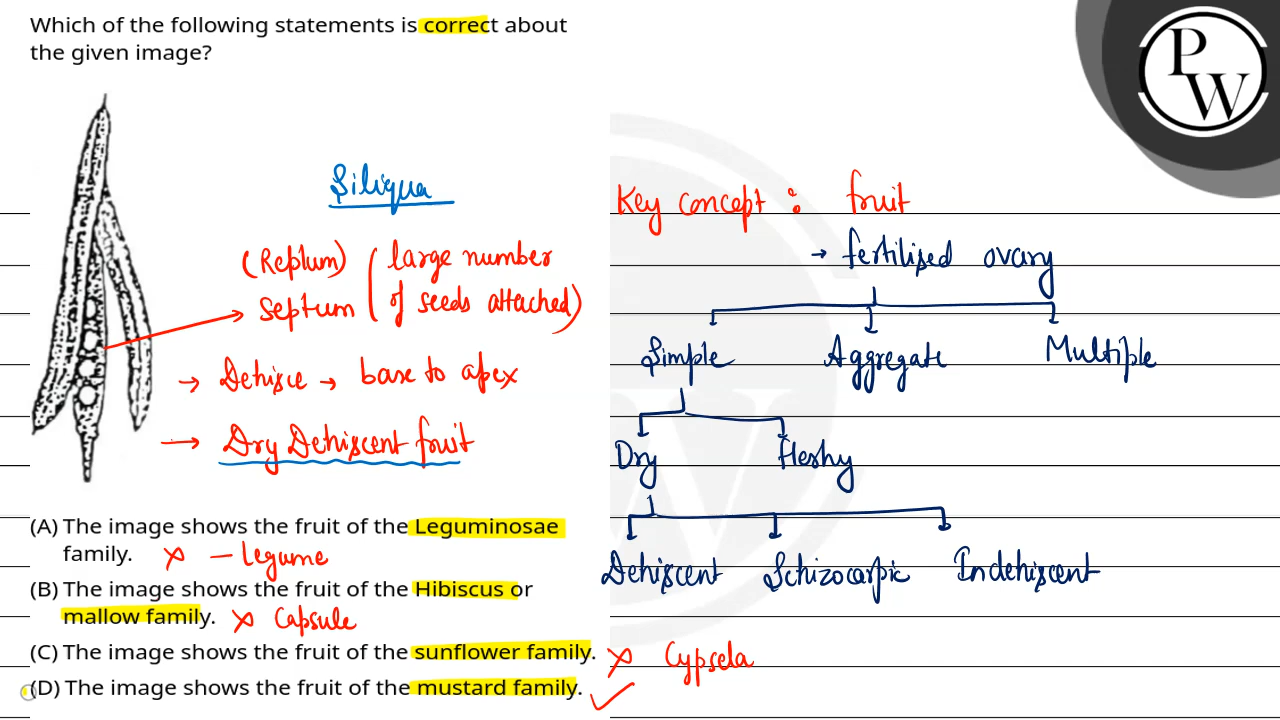 Which of the following statements is correct about
the given image?
P
W
Siliqua
(Replum) (large number
septum of seeds attached)
→ Dehisce → base to apex
→ Dry Dehiscent fruit
(A) The image shows the fruit of the Leguminosae
family. × – Legume
(B) The image shows the fruit of the Hibiscus or
mallow family. × Capsule
(C) The image shows the fruit of the sunflower family. × Cypsela
(D) The image shows the fruit of the mustard family. ✓
Key concept : fruit
→ fertilised ovary
Simple Aggregate Multiple
Dry Fleshy
Dehiscent Schizocarpic Indehiscent